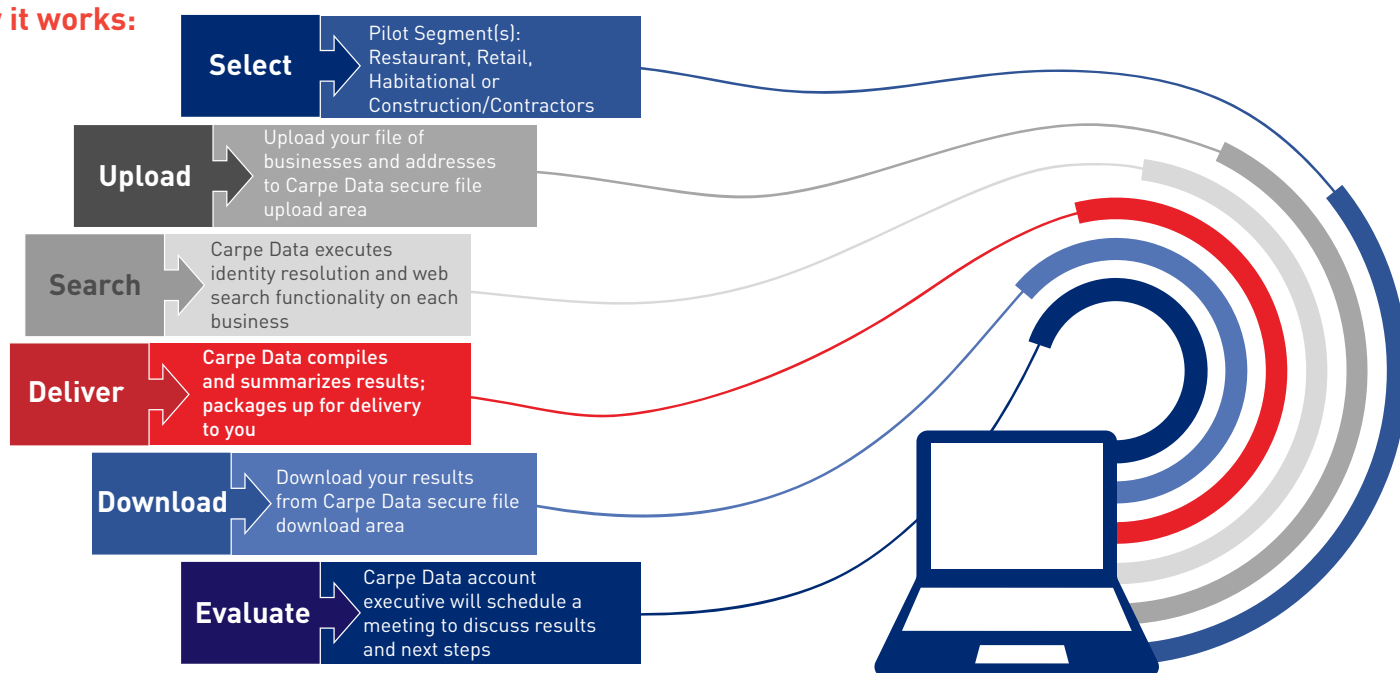 it works:
Select
Pilot Segment(s):
Restaurant, Retail,
Habitational or
Construction/Contractors
Upload
Upload your file of
businesses and addresses
to Carpe Data secure file
upload area
Search
Carpe Data executes
identity resolution and web
search functionality on each
business
Deliver
Carpe Data compiles
and summarizes results;
packages up for delivery
to you
Download
Download your results
from Carpe Data secure file
download area
Evaluate
Carpe Data account
executive will schedule a
meeting to discuss results
and next steps